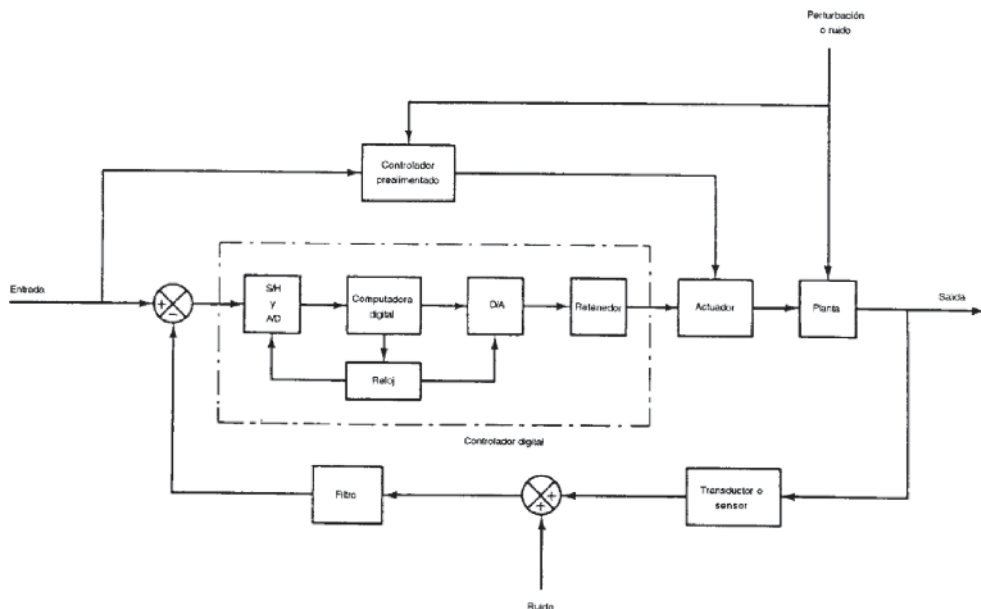 Perturbación
o ruido
Controlador
prealimentado
Entrada
+
−
S/H
y
A/D
Computadora
digital
D/A
Retenedor
Actuador
Planta
Salida
Reloj
Controlador digital
Filtro
+
+
Transductor o
sensor
Ruido